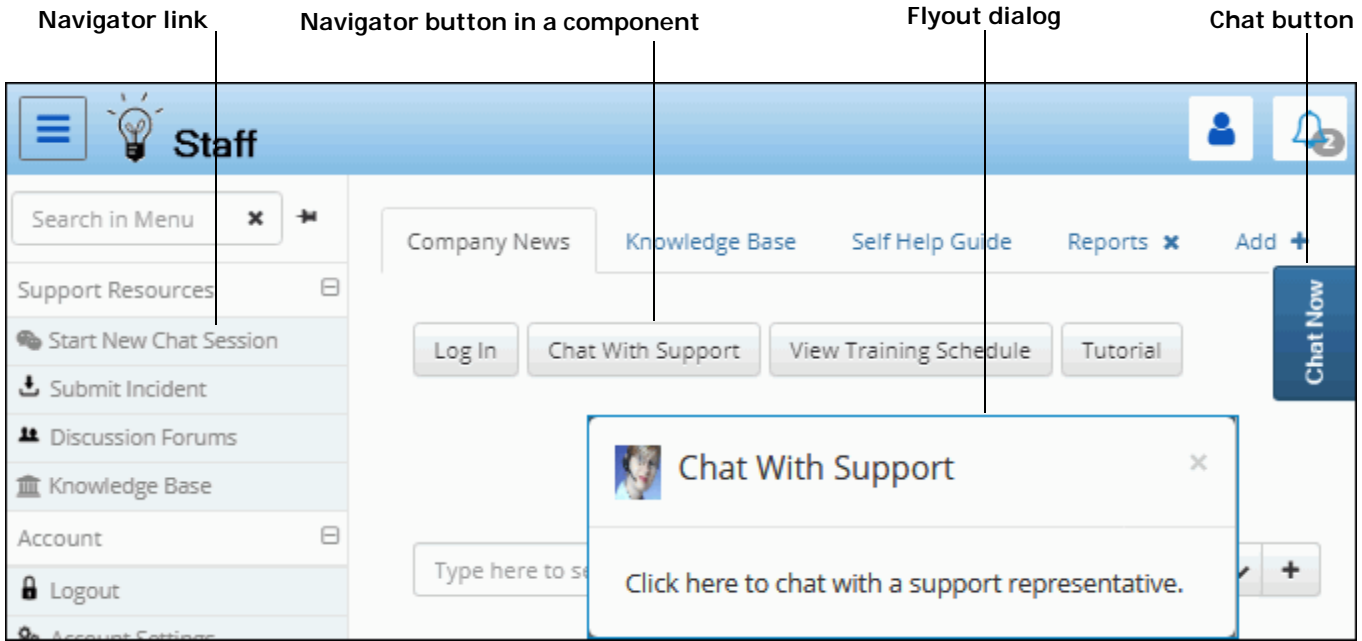 Navigator link
Navigator button in a component
Flyout dialog
Chat button
Staff
2
Search in Menu
Company News
Knowledge Base
Self Help Guide
Reports
Add
Support Resources
Chat Now
Start New Chat Session
Log In
Chat With Support
View Training Schedule
Tutorial
Submit Incident
Discussion Forums
Chat With Support
Knowledge Base
Account
Type here to se
Click here to chat with a support representative.
Logout
Account Settings